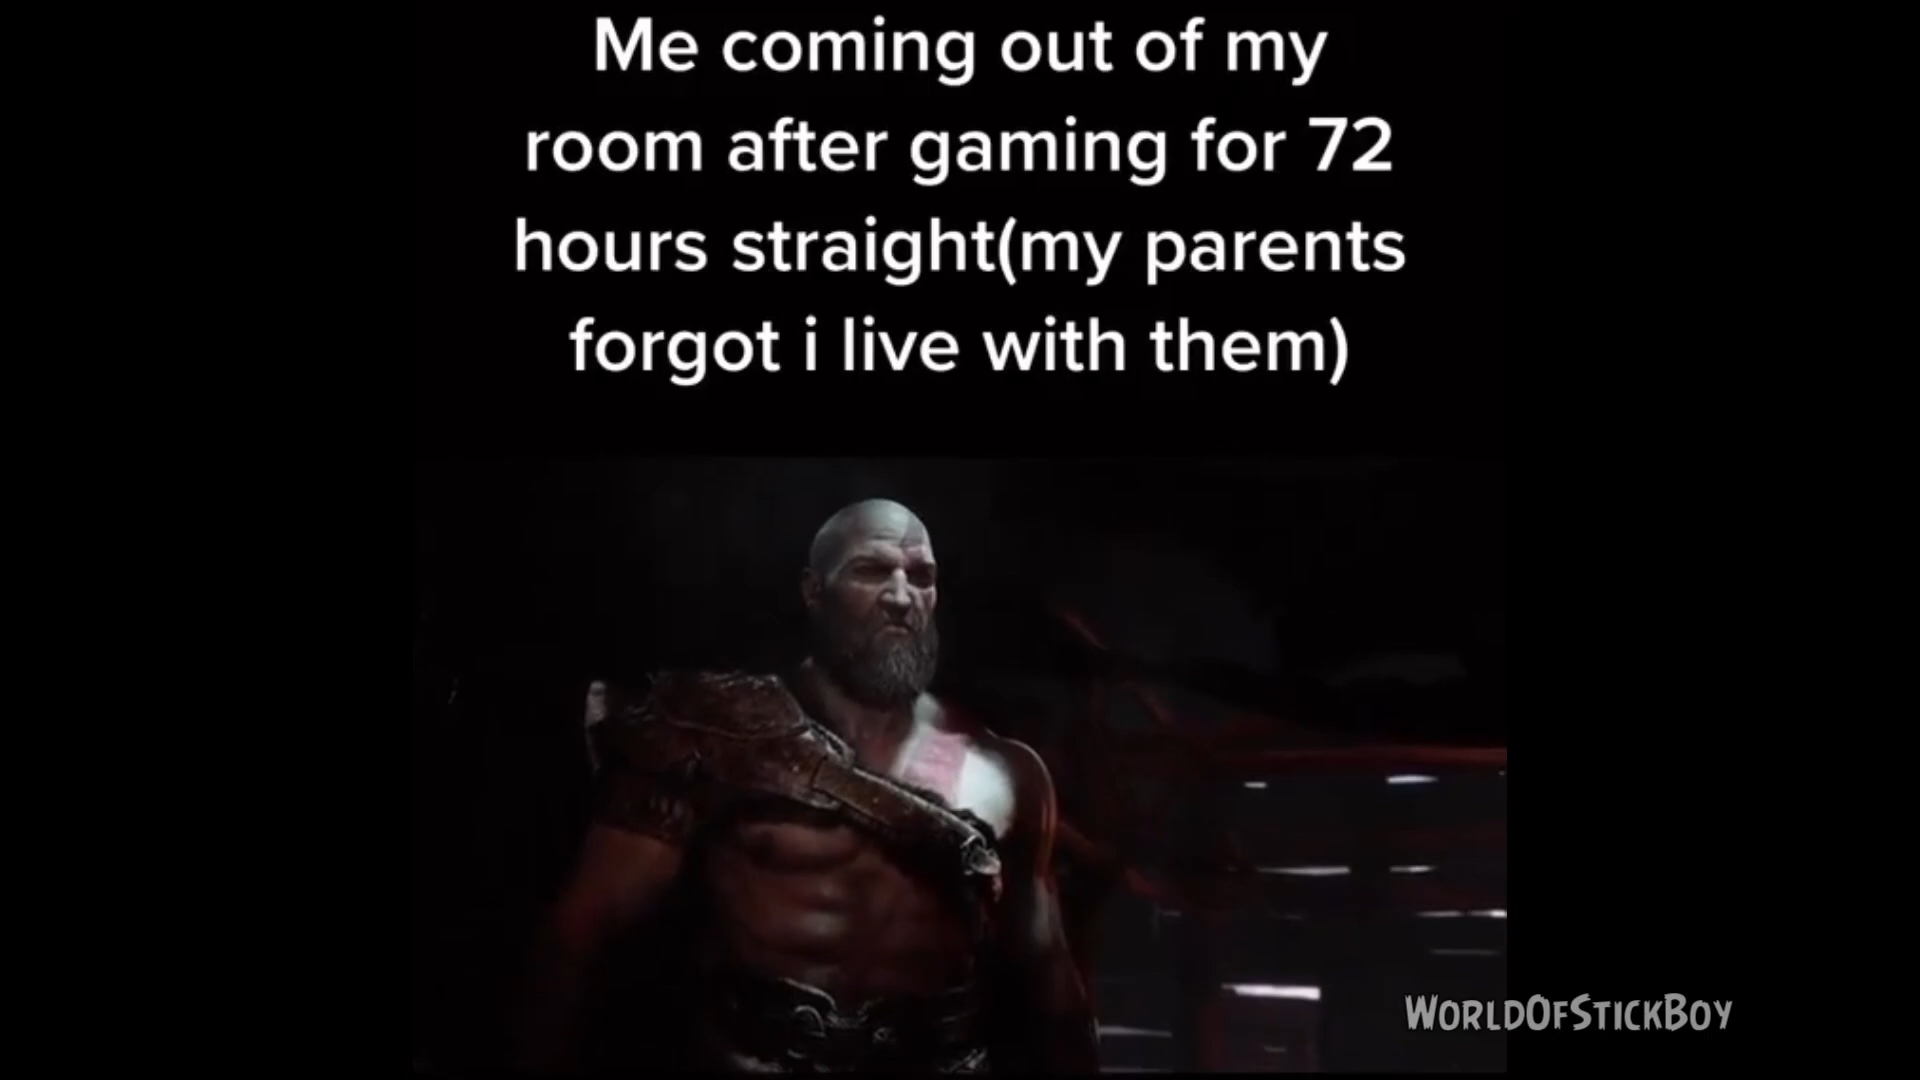 Me coming out of my
room after gaming for 72
hours straight(my parents
forgot i live with them)
WORLDOFSTICKBOY